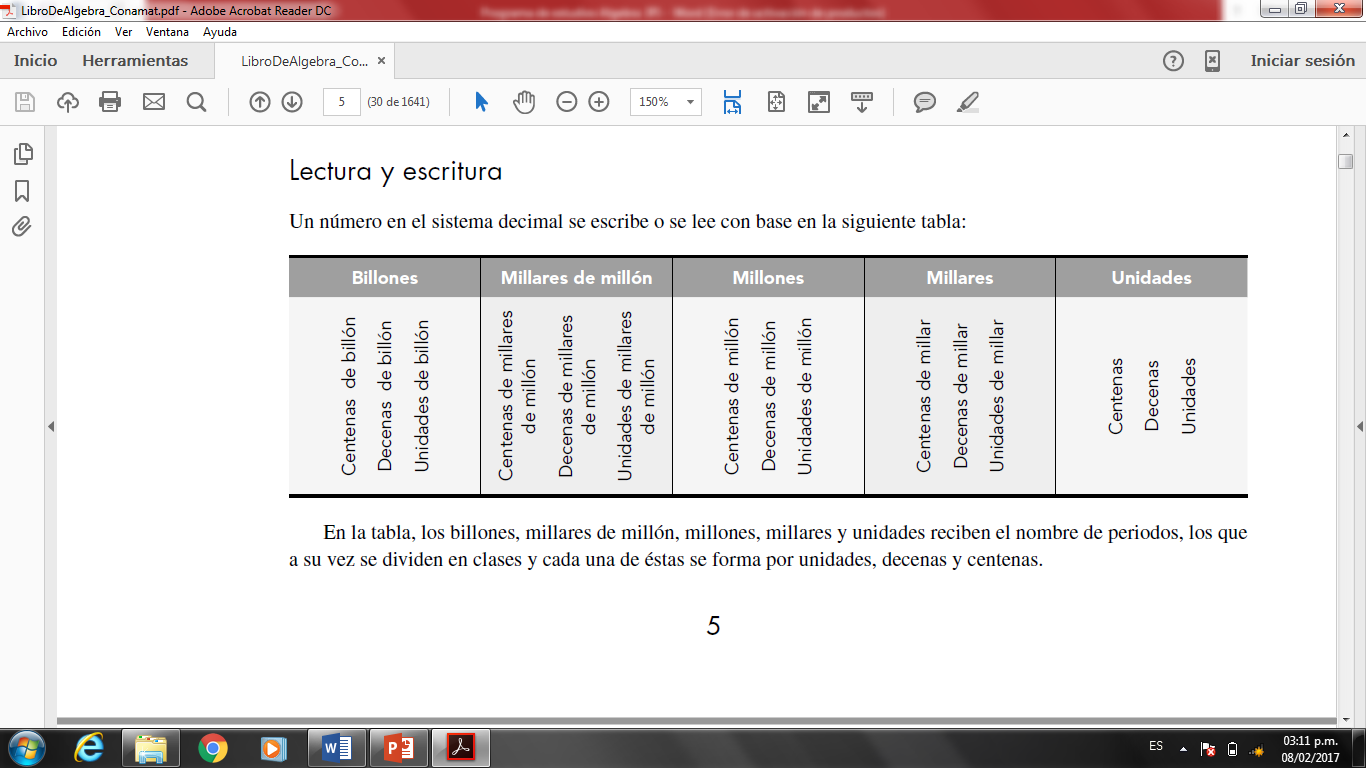 LibroDeAlgebra_Conamat.pdf - Adobe Acrobat Reader DC
Archivo Edición Ver Ventana Ayuda
Inicio Herramientas LibroDeAlgebra_Co... × Iniciar sesión
5 (30 de 1641) 150%
Lectura y escritura
Un número en el sistema decimal se escribe o se lee con base en la siguiente tabla:
Billones Millares de millón Millones Millares Unidades
Centenas de billón
Decenas de billón
Unidades de billón
Centenas de millares
de millón
Decenas de millares
de millón
Unidades de millares
de millón
Centenas de millón
Decenas de millón
Unidades de millón
Centenas de millar
Decenas de millar
Unidades de millar
Centenas
Decenas
Unidades
En la tabla, los billones, millares de millón, millones, millares y unidades reciben el nombre de periodos, los que
a su vez se dividen en clases y cada una de éstas se forma por unidades, decenas y centenas.
5
ES 03:11 p.m.
08/02/2017